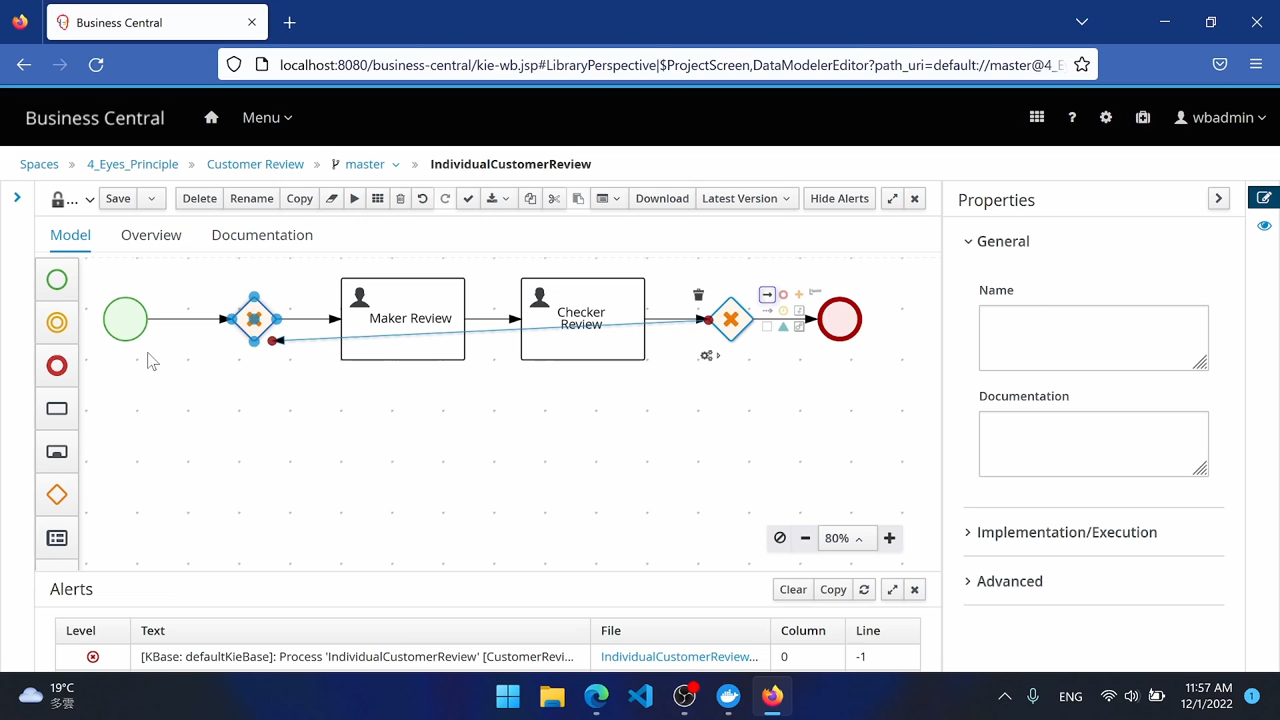 Business Central
localhost:8080/business-central/kie-wb.jsp#LibraryPerspective|$ProjectScreen,DataModelerEditor?path_uri=default://master@4_E
Business Central
Menu
?
wbadmin
Spaces » 4_Eyes_Principle » Customer Review » master » IndividualCustomerReview
... Save Delete Rename Copy Download Latest Version Hide Alerts
Properties
Model Overview Documentation
General
Name
Maker Review
Checker
Review
Documentation
80%
Implementation/Execution
Advanced
Alerts
Clear Copy
Level Text File Column Line
[KBase: defaultKieBase]: Process 'IndividualCustomerReview' [CustomerRevi... IndividualCustomerReview... 0 -1
19°C
多雲
ENG
11:57 AM
12/1/2022
1